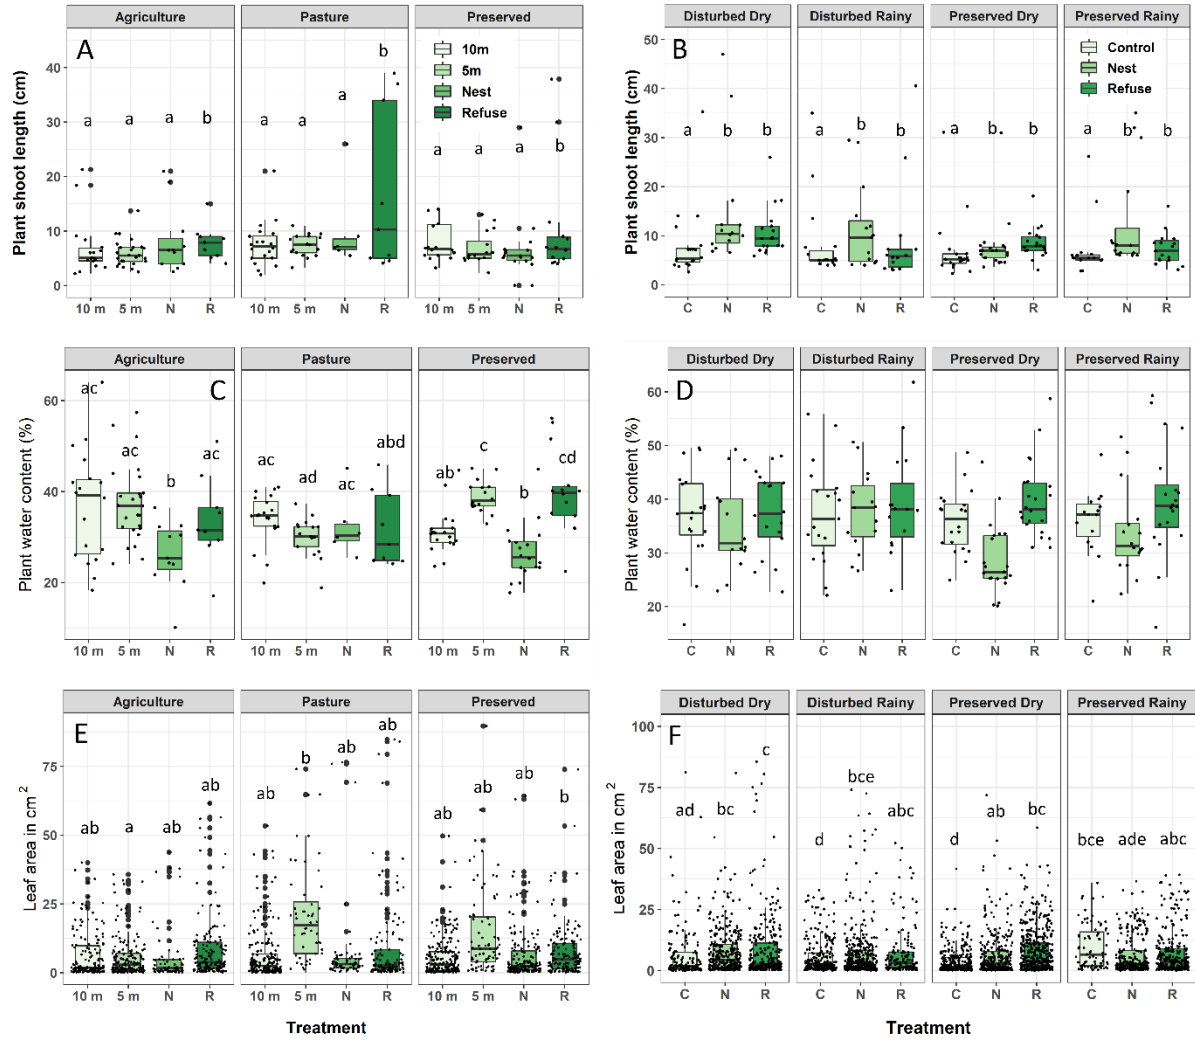 Agriculture Pasture Preserved
A
Plant shoot length (cm)
40
30
20
10
0
a a a b
a a a b
a a a b
10m
5m
Nest
Refuse
10 m 5 m N R 10 m 5 m N R 10 m 5 m N R
Disturbed Dry Disturbed Rainy Preserved Dry Preserved Rainy
B
Plant shoot length (cm)
50
40
30
20
10
0
a b b a b b a b b a b b
Control
Nest
Refuse
C N R C N R C N R C N R
Agriculture Pasture Preserved
C
Plant water content (%)
60
40
20
ac ac b ac
ac ad ac abd
ab c b cd
10 m 5 m N R 10 m 5 m N R 10 m 5 m N R
Disturbed Dry Disturbed Rainy Preserved Dry Preserved Rainy
D
Plant water content (%)
60
50
40
30
20
C N R C N R C N R C N R
Agriculture Pasture Preserved
E
Leaf area in cm²
75
50
25
0
ab a ab ab
ab b ab ab
ab ab ab b
10 m 5 m N R 10 m 5 m N R 10 m 5 m N R
Treatment
Disturbed Dry Disturbed Rainy Preserved Dry Preserved Rainy
F
Leaf area in cm²
100
75
50
25
0
ad bc c
d bce abc
d ab bc
bce ade abc
C N R C N R C N R C N R
Treatment